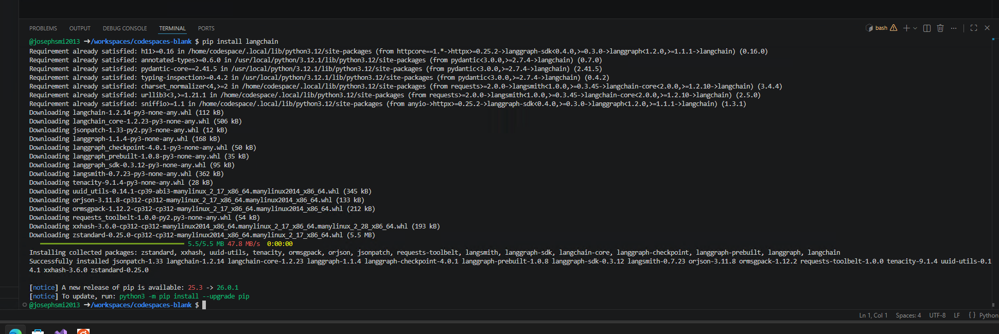 PROBLEMS OUTPUT DEBUG CONSOLE TERMINAL PORTS bash
@josephsmi2013 ➜/workspaces/codespaces-blank $ pip install langchain
Requirement already satisfied: h11>=0.16 in /home/codespace/.local/lib/python3.12/site-packages (from httpcore==1.*->httpx>=0.25.2->langgraph-sdk<0.4.0,>=0.3.0->langgraph<1.2.0,>=1.1.1->langchain) (0.16.0)
Requirement already satisfied: annotated-types>=0.6.0 in /usr/local/python/3.12.1/lib/python3.12/site-packages (from pydantic<3.0.0,>=2.7.4->langchain) (0.7.0)
Requirement already satisfied: pydantic-core==2.41.5 in /usr/local/python/3.12.1/lib/python3.12/site-packages (from pydantic<3.0.0,>=2.7.4->langchain) (2.41.5)
Requirement already satisfied: typing-inspection>=0.4.2 in /usr/local/python/3.12.1/lib/python3.12/site-packages (from pydantic<3.0.0,>=2.7.4->langchain) (0.4.2)
Requirement already satisfied: charset_normalizer<4,>=2 in /home/codespace/.local/lib/python3.12/site-packages (from requests>=2.0.0->langsmith<1.0.0,>=0.3.45->langchain-core<2.0.0,>=1.2.10->langchain) (3.4.4)
Requirement already satisfied: urllib3<3,>=1.21.1 in /home/codespace/.local/lib/python3.12/site-packages (from requests>=2.0.0->langsmith<1.0.0,>=0.3.45->langchain-core<2.0.0,>=1.2.10->langchain) (2.5.0)
Requirement already satisfied: sniffio>=1.1 in /home/codespace/.local/lib/python3.12/site-packages (from anyio->httpx>=0.25.2->langgraph-sdk<0.4.0,>=0.3.0->langgraph<1.2.0,>=1.1.1->langchain) (1.3.1)
Downloading langchain-1.2.14-py3-none-any.whl (112 kB)
Downloading langchain_core-1.2.23-py3-none-any.whl (506 kB)
Downloading jsonpatch-1.33-py2.py3-none-any.whl (12 kB)
Downloading langgraph-1.1.4-py3-none-any.whl (168 kB)
Downloading langgraph_checkpoint-4.0.1-py3-none-any.whl (50 kB)
Downloading langgraph_prebuilt-1.0.8-py3-none-any.whl (35 kB)
Downloading langgraph_sdk-0.3.12-py3-none-any.whl (95 kB)
Downloading langsmith-0.7.23-py3-none-any.whl (362 kB)
Downloading tenacity-9.1.4-py3-none-any.whl (28 kB)
Downloading uuid_utils-0.14.1-cp39-abi3-manylinux_2_17_x86_64.manylinux2014_x86_64.whl (345 kB)
Downloading orjson-3.11.8-cp312-cp312-manylinux_2_17_x86_64.manylinux2014_x86_64.whl (133 kB)
Downloading ormsgpack-1.12.2-cp312-cp312-manylinux_2_17_x86_64.manylinux2014_x86_64.whl (212 kB)
Downloading requests_toolbelt-1.0.0-py2.py3-none-any.whl (54 kB)
Downloading xxhash-3.6.0-cp312-cp312-manylinux2014_x86_64.manylinux_2_17_x86_64.manylinux_2_28_x86_64.whl (193 kB)
Downloading zstandard-0.25.0-cp312-cp312-manylinux2014_x86_64.manylinux_2_17_x86_64.whl (5.5 MB)
5.5/5.5 MB 47.8 MB/s 0:00:00
Installing collected packages: zstandard, xxhash, uuid-utils, tenacity, ormsgpack, orjson, jsonpatch, requests-toolbelt, langsmith, langgraph-sdk, langchain-core, langgraph-checkpoint, langgraph-prebuilt, langgraph, langchain
Successfully installed jsonpatch-1.33 langchain-1.2.14 langchain-core-1.2.23 langgraph-1.1.4 langgraph-checkpoint-4.0.1 langgraph-prebuilt-1.0.8 langgraph-sdk-0.3.12 langsmith-0.7.23 orjson-3.11.8 ormsgpack-1.12.2 requests-toolbelt-1.0.0 tenacity-9.1.4 uuid-utils-0.1
4.1 xxhash-3.6.0 zstandard-0.25.0
[notice] A new release of pip is available: 25.3 -> 26.0.1
[notice] To update, run: python3 -m pip install --upgrade pip
@josephsmi2013 ➜/workspaces/codespaces-blank $
Ln 1, Col 1 Spaces: 4 UTF-8 LF { } Python